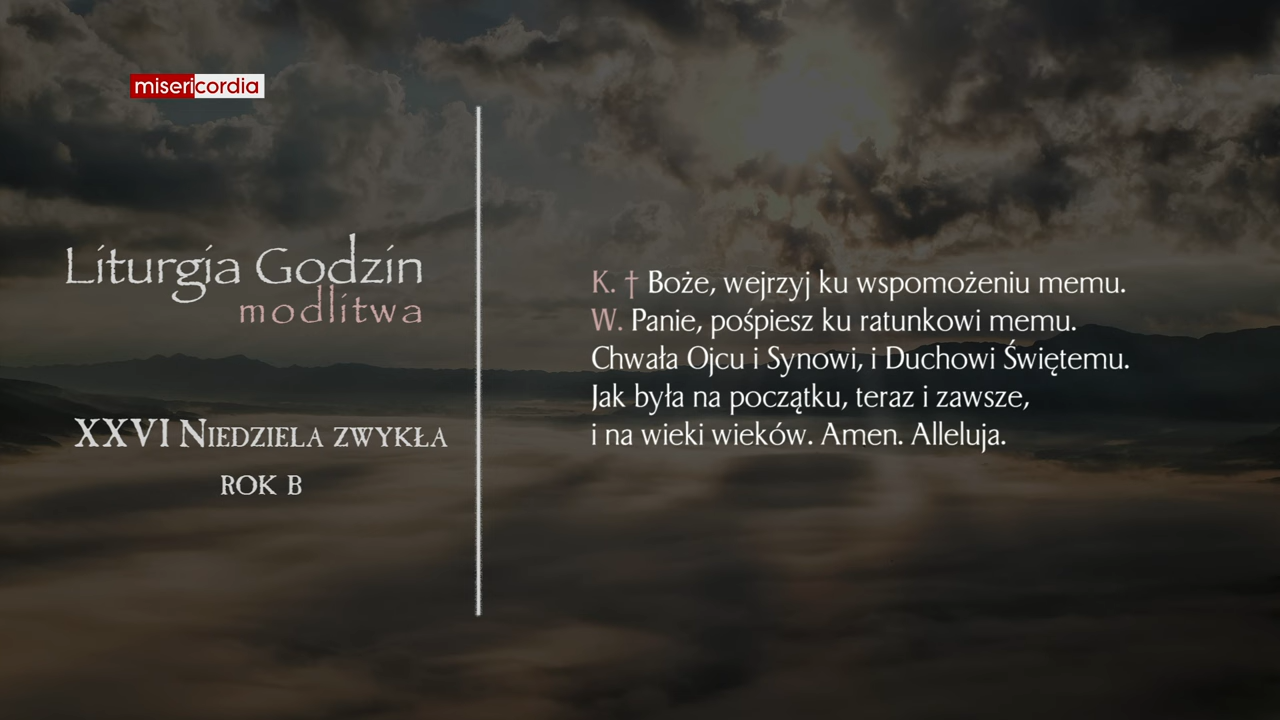 misericordia
Liturgia Godzin
modlitwa
XXVI Niedziela zwykła
rok B
K. † Boże, wejrzyj ku wspomożeniu memu.
W. Panie, pośpiesz ku ratunkowi memu.
Chwała Ojcu i Synowi, i Duchowi Świętemu.
Jak była na początku, teraz i zawsze,
i na wieki wieków. Amen. Alleluja.